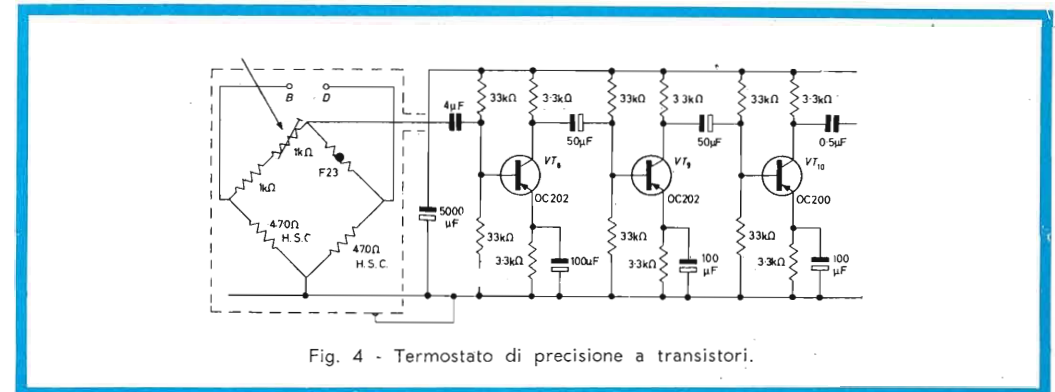 B D
1kΩ
1kΩ
F23
470Ω
H.S.C
470Ω
H.S.C.
4μF
5000
μF
33kΩ
3·3kΩ
33kΩ
3·3kΩ
100μF
50μF
VT₈
OC202
33kΩ
3·3kΩ
33kΩ
3·3kΩ
100
μF
50μF
VT₉
OC202
33kΩ
3·3kΩ
33kΩ
3·3kΩ
100
μF
0·5μF
VT₁₀
OC200
Fig. 4 - Termostato di precisione a transistori.